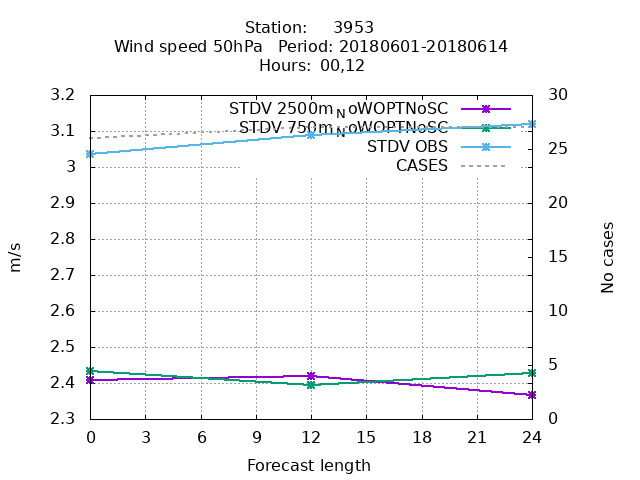 Station: 3953
Wind speed 50hPa Period: 20180601-20180614
Hours: 00,12
STDV 2500m_NoWOPTNoSC
STDV 750m_NoWOPTNoSC
STDV OBS
CASES
3.2
3.1
3
2.9
2.8
2.7
2.6
2.5
2.4
2.3
m/s
30
25
20
15
10
5
0
No cases
0 3 6 9 12 15 18 21 24
Forecast length